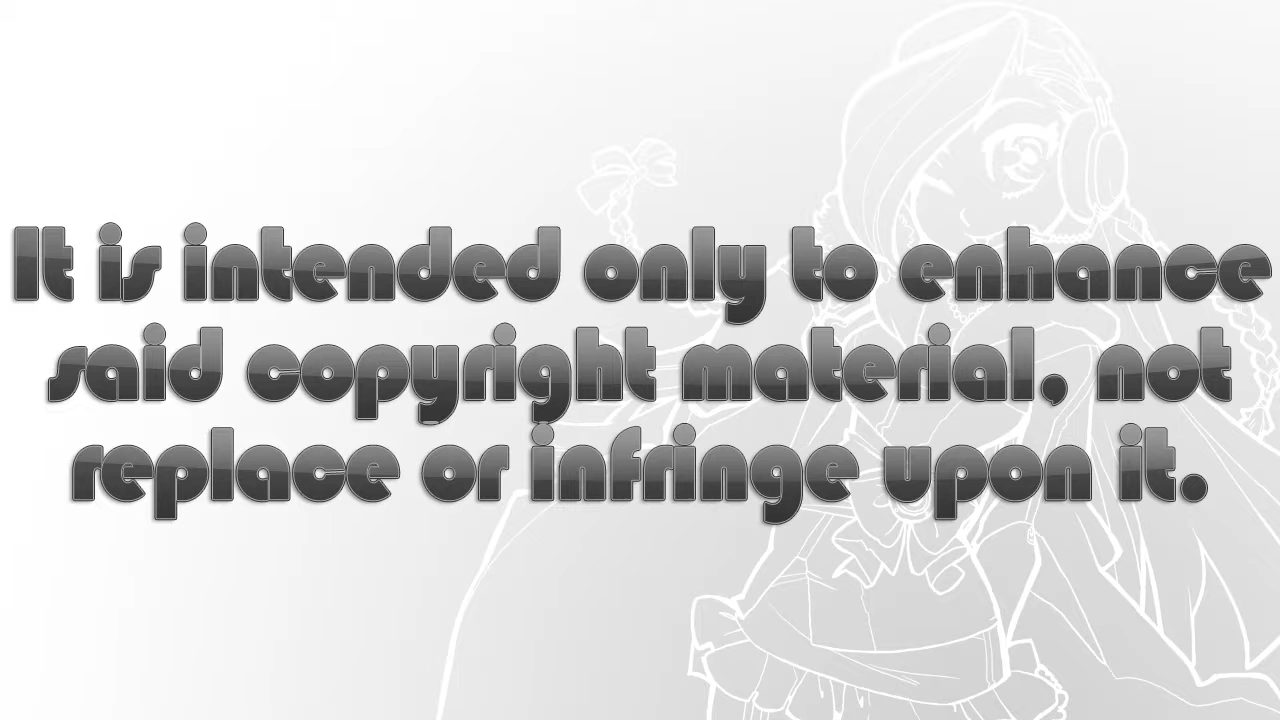 It is intended only to enhance
said copyright material, not
replace or infringe upon it.